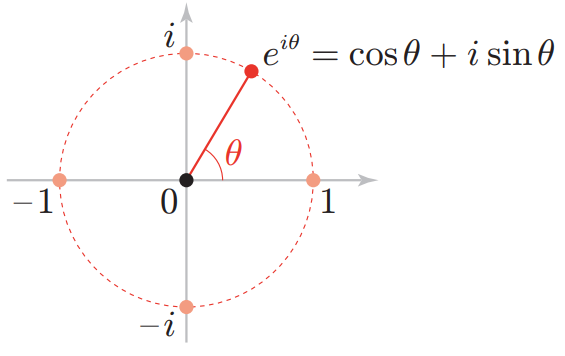 i
e^{iθ} = cos θ + i sin θ
θ
−1
0
1
−i